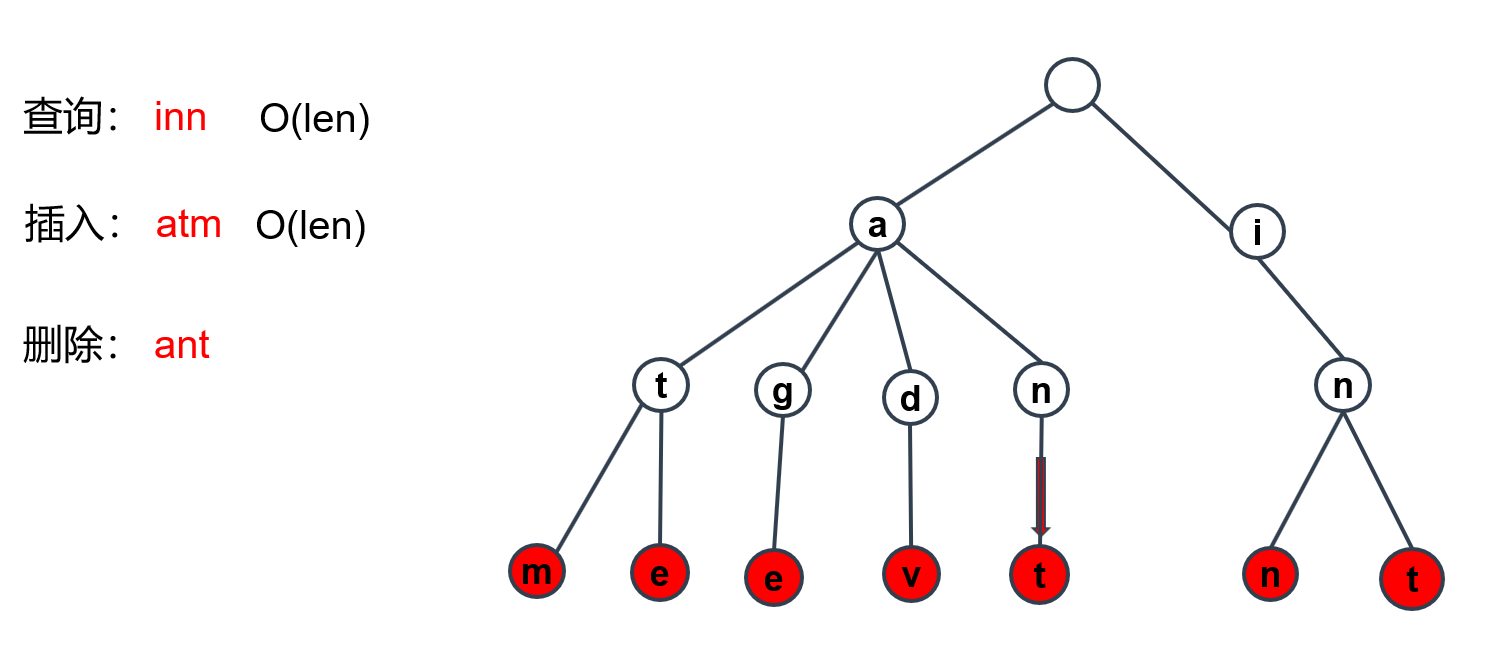 查询： inn O(len)
插入： atm O(len)
删除： ant
a i
t g d n n
m e e v t n t